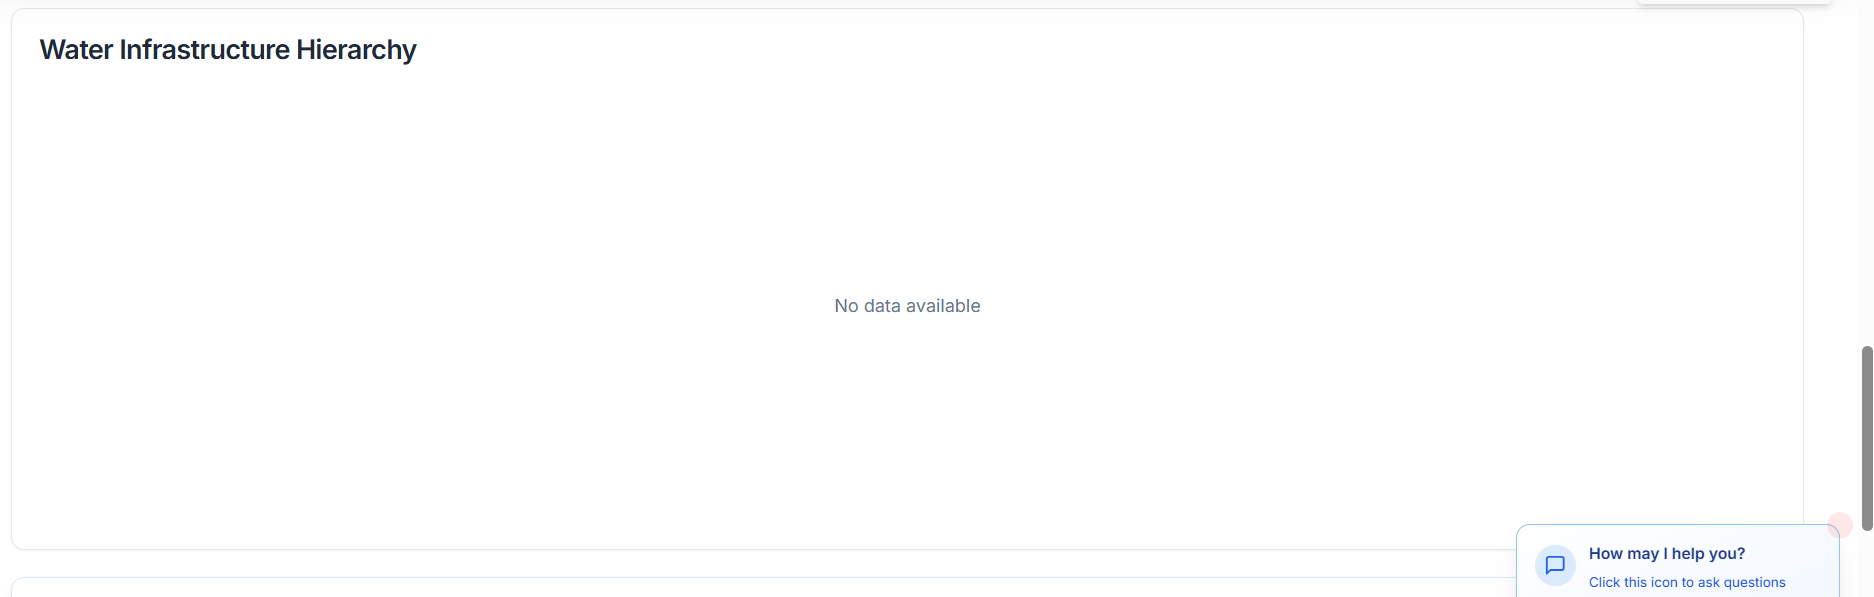 Water Infrastructure Hierarchy
No data available
How may I help you?
Click this icon to ask questions